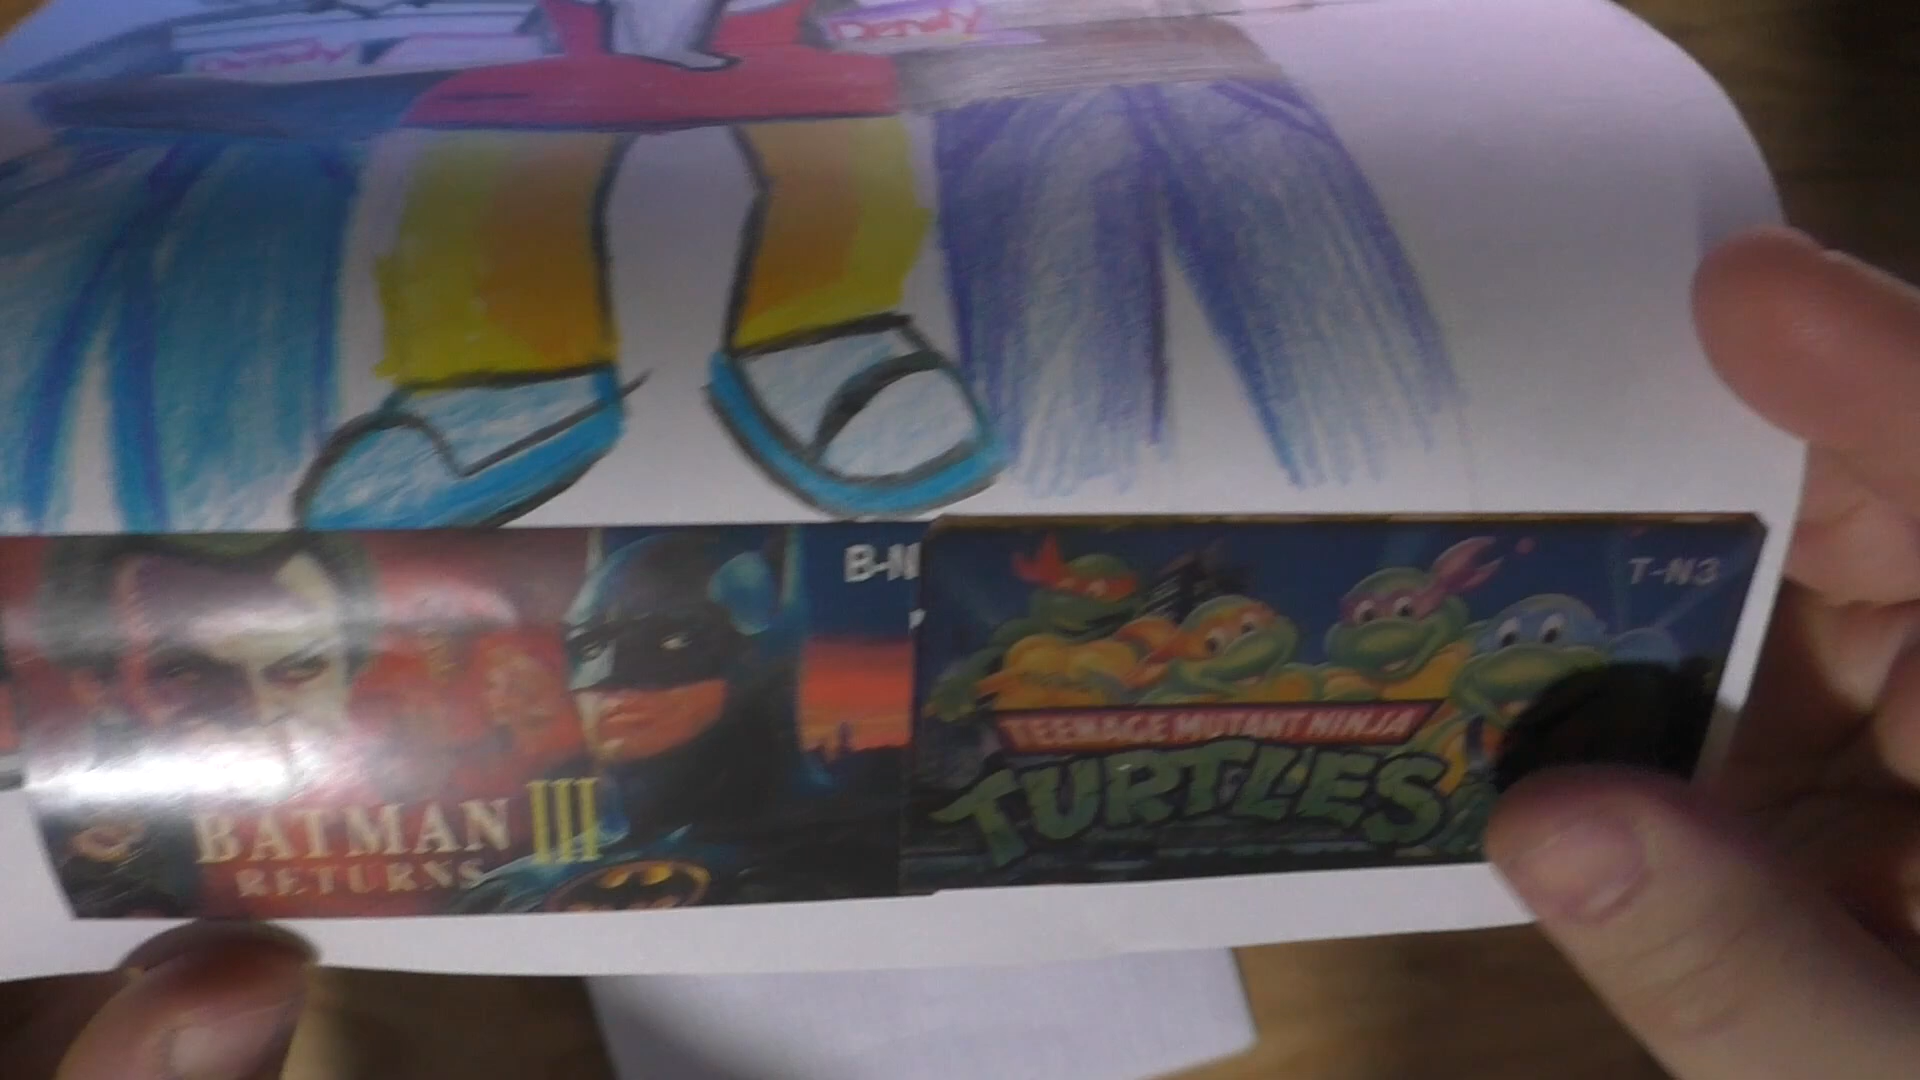 Dendy
Dendy
B-N
T-N3
BATMAN III
RETURNS
TEENAGE MUTANT NINJA
TURTLES